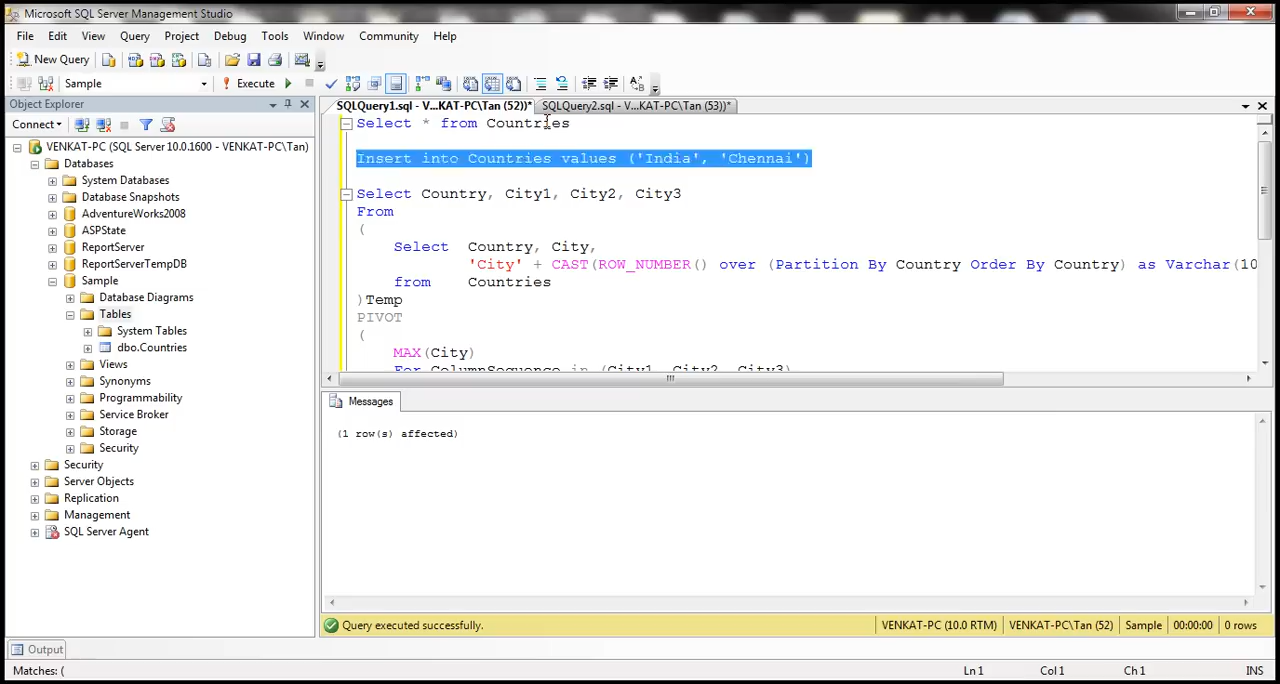 Microsoft SQL Server Management Studio
File Edit View Query Project Debug Tools Window Community Help
New Query
Sample Execute
Object Explorer
SQLQuery1.sql - V...KAT-PC\Tan (52))* SQLQuery2.sql - V...KAT-PC\Tan (53))*
Connect
VENKAT-PC (SQL Server 10.0.1600 - VENKAT-PC\Tan)
Databases
System Databases
Database Snapshots
AdventureWorks2008
ASPState
ReportServer
ReportServerTempDB
Sample
Database Diagrams
Tables
System Tables
dbo.Countries
Views
Synonyms
Programmability
Service Broker
Storage
Security
Security
Server Objects
Replication
Management
SQL Server Agent
Select * from Countries
Insert into Countries values ('India', 'Chennai')
Select Country, City1, City2, City3
From
(
Select Country, City,
'City' + CAST(ROW_NUMBER() over (Partition By Country Order By Country) as Varchar(10
from Countries
)Temp
PIVOT
(
MAX(City)
For ColumnSequence in (City1, City2, City3)
Messages
(1 row(s) affected)
Query executed successfully. VENKAT-PC (10.0 RTM) VENKAT-PC\Tan (52) Sample 00:00:00 0 rows
Output
Matches: ( Ln 1 Col 1 Ch 1 INS